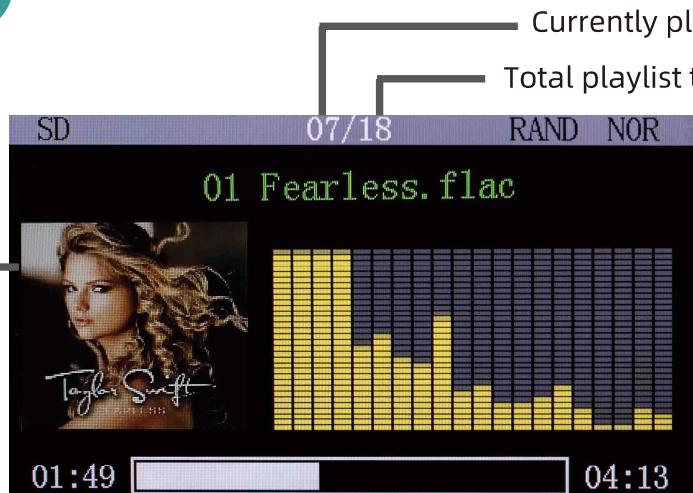 Currently pl
Total playlist t
SD 07/18 RAND NOR
01 Fearless.flac
Taylor Swift
FEARLESS
01:49 04:13